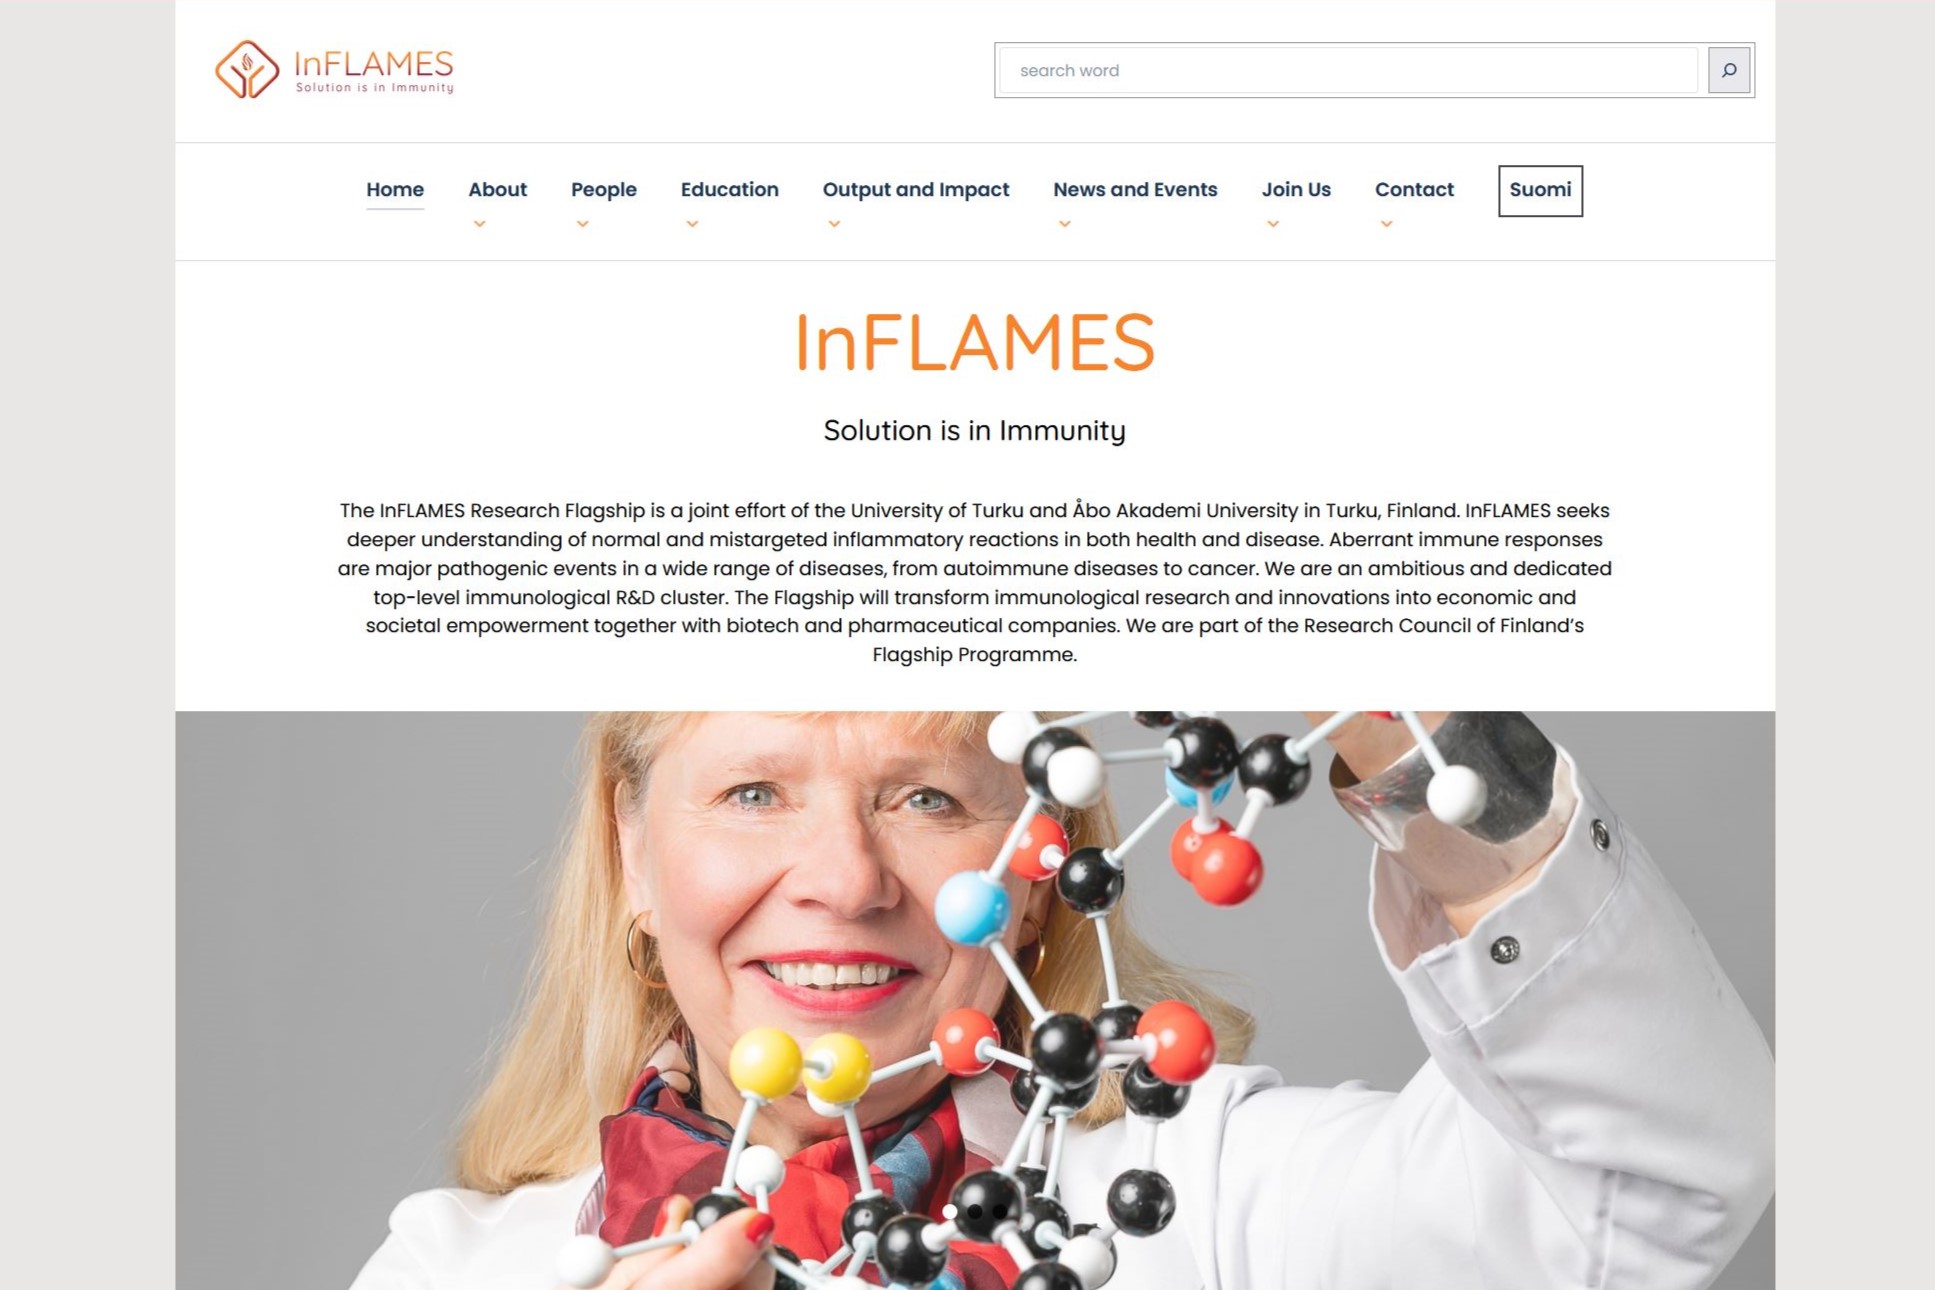 InFLAMES
Solution is in Immunity
search word
Home About People Education Output and Impact News and Events Join Us Contact Suomi
InFLAMES
Solution is in Immunity
The InFLAMES Research Flagship is a joint effort of the University of Turku and Åbo Akademi University in Turku, Finland. InFLAMES seeks
deeper understanding of normal and mistargeted inflammatory reactions in both health and disease. Aberrant immune responses
are major pathogenic events in a wide range of diseases, from autoimmune diseases to cancer. We are an ambitious and dedicated
top-level immunological R&D cluster. The Flagship will transform immunological research and innovations into economic and
societal empowerment together with biotech and pharmaceutical companies. We are part of the Research Council of Finland’s
Flagship Programme.